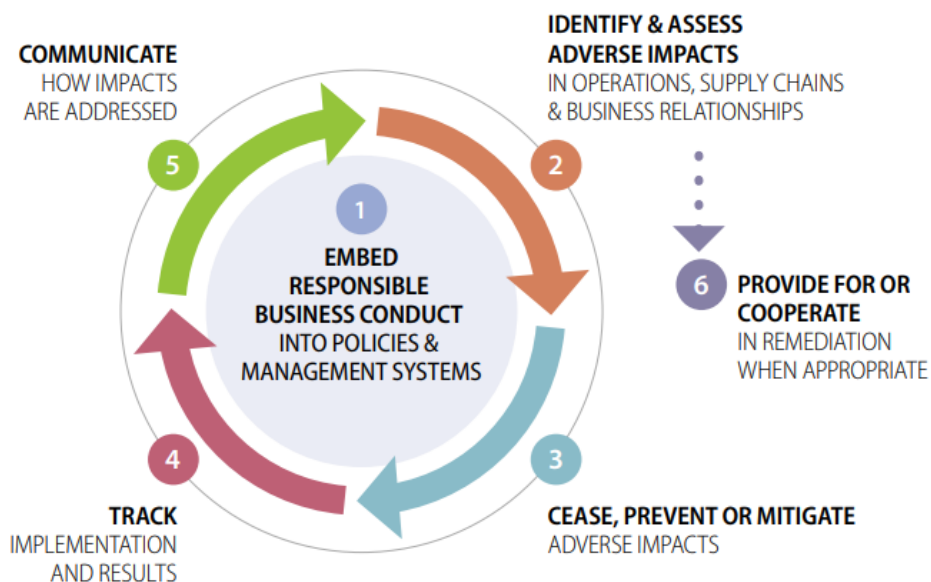 1
EMBED
RESPONSIBLE
BUSINESS CONDUCT
INTO POLICIES &
MANAGEMENT SYSTEMS
2
IDENTIFY & ASSESS
ADVERSE IMPACTS
IN OPERATIONS, SUPPLY CHAINS
& BUSINESS RELATIONSHIPS
3
CEASE, PREVENT OR MITIGATE
ADVERSE IMPACTS
4
TRACK
IMPLEMENTATION
AND RESULTS
5
COMMUNICATE
HOW IMPACTS
ARE ADDRESSED
6
PROVIDE FOR OR
COOPERATE
IN REMEDIATION
WHEN APPROPRIATE